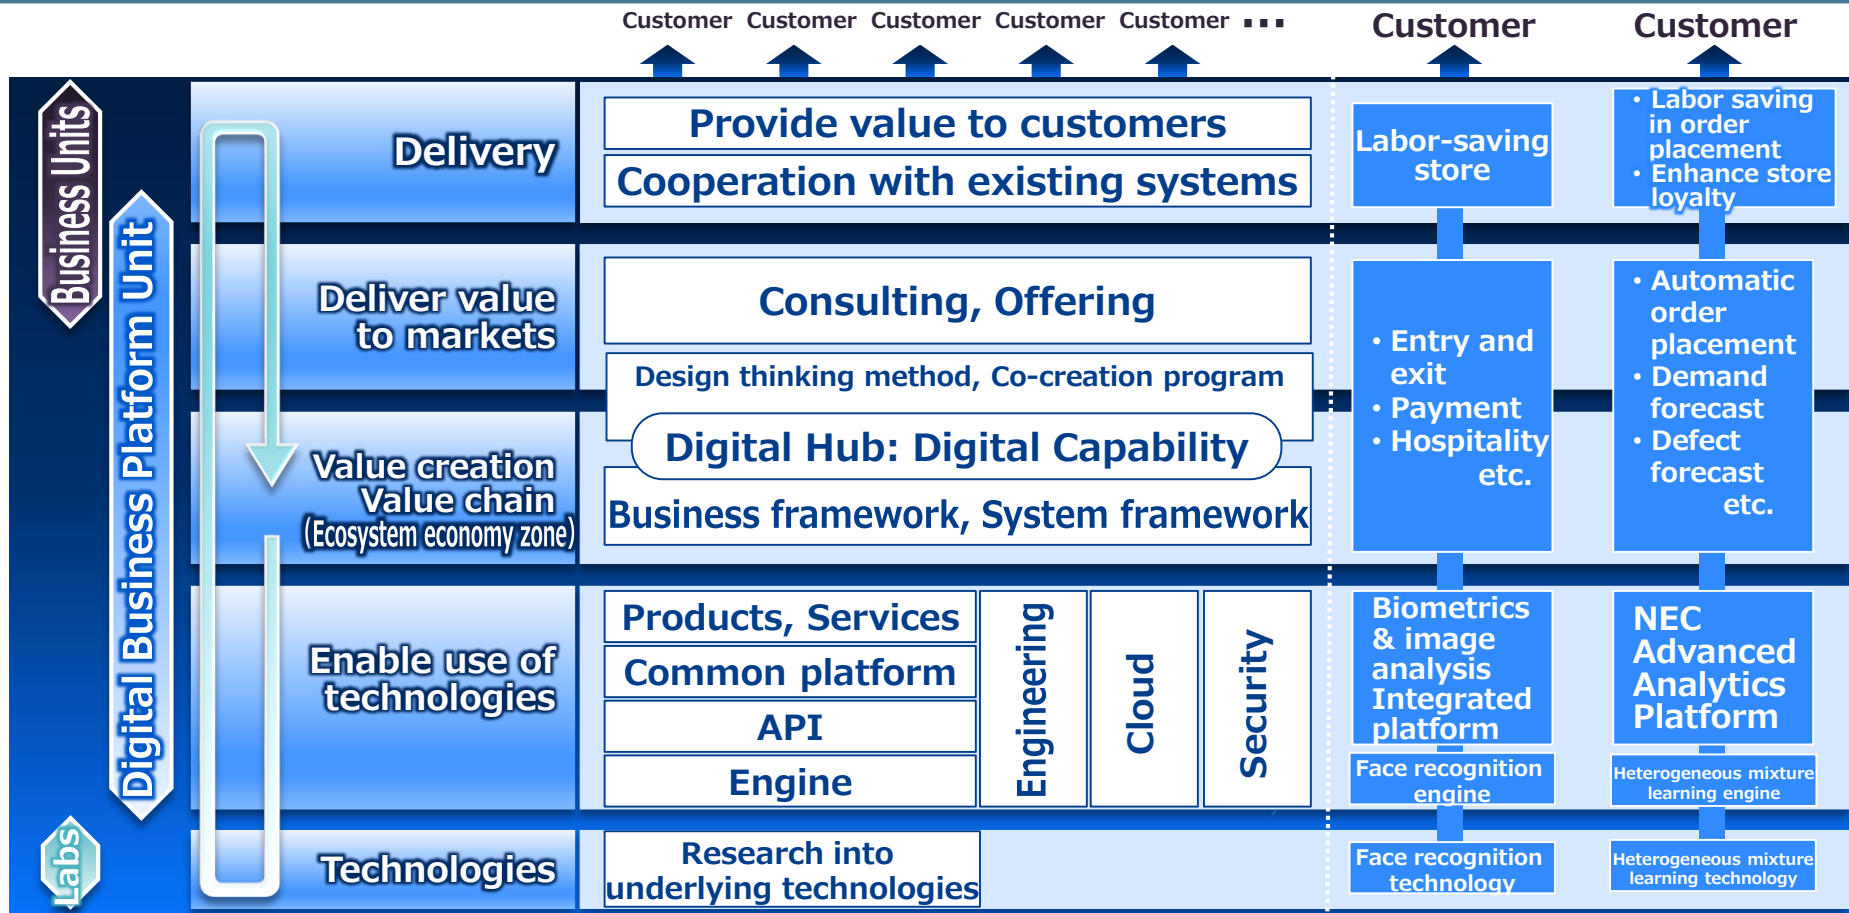 Customer Customer Customer Customer Customer ... Customer Customer
Business Units
Digital Business Platform Unit
Labs
Delivery
Provide value to customers
Cooperation with existing systems
Deliver value
to markets
Consulting, Offering
Design thinking method, Co-creation program
Digital Hub: Digital Capability
Value creation
Value chain
(Ecosystem economy zone)
Business framework, System framework
Enable use of
technologies
Products, Services
Common platform
API
Engine
Engineering
Cloud
Security
Technologies
Research into
underlying technologies
Labor-saving
store
• Entry and
exit
• Payment
• Hospitality
etc.
Biometrics
& image
analysis
Integrated
platform
Face recognition
engine
Face recognition
technology
• Labor saving
in order
placement
• Enhance store
loyalty
• Automatic
order
placement
• Demand
forecast
• Defect
forecast
etc.
NEC
Advanced
Analytics
Platform
Heterogeneous mixture
learning engine
Heterogeneous mixture
learning technology